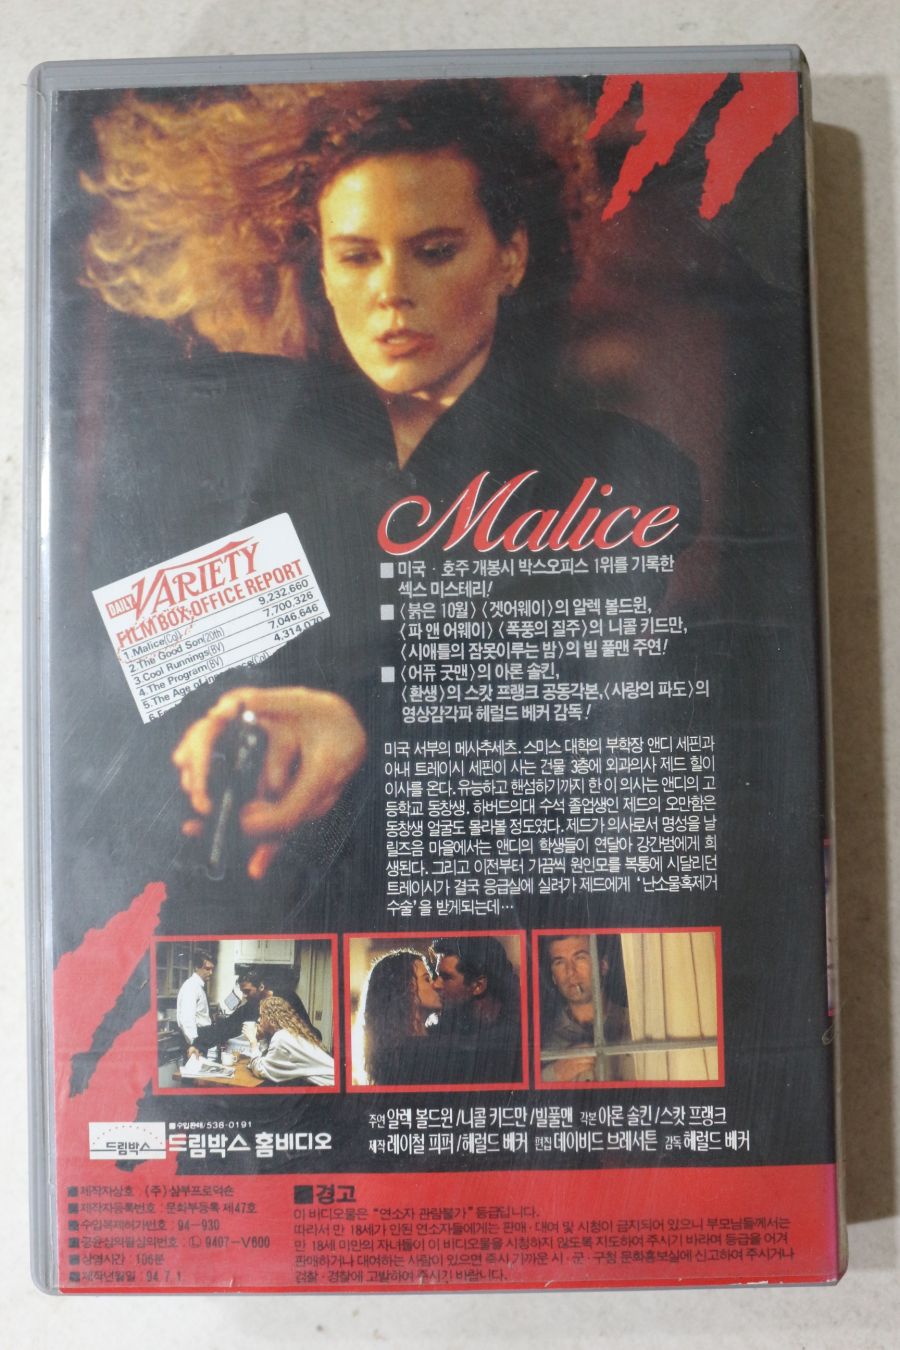 Malice
■ 미국 · 호주 개봉시 박스오피스 1위를 기록한
섹스 미스테리!
■ 〈붉은 10월〉 〈겟어웨이〉의 알렉 볼드윈,
〈파 앤 어웨이〉 〈폭풍의 질주〉의 니콜 키드만,
〈시애틀의 잠못이루는 밤〉의 빌 풀맨 주연!
■ 〈어퓨 굿맨〉의 아론 솔킨,
〈환생〉의 스캇 프랭크 공동각본, 〈사랑의 파도〉의
영상감각파 헤럴드 베커 감독!
DAILY VARIETY
FILM BOX-OFFICE REPORT
1.Malice(Col) 9,232,660
2.The Good Son(20th) 7,700,326
3.Cool Runnings(BV) 7,046,646
4.The Program(BV) 4,314,070
5.The Age of
미국 서부의 메사추세츠. 스미스 대학의 부학장 앤디 세핀과
아내 트레이시 세핀이 사는 건물 3층에 외과의사 제드 힐이
이사를 온다. 유능하고 핸섬하기까지 한 이 의사는 앤디의 고
등학교 동창생. 하버드의대 수석 졸업생인 제드의 오만함은
동창생 얼굴도 몰라볼 정도였다. 제드가 의사로서 명성을 날
릴즈음 마을에서는 앤디의 학생들이 연달아 강간범에게 희
생된다. 그리고 이전부터 가끔씩 원인모를 복통에 시달리던
트레이시가 결국 응급실에 실려가 제드에게 '난소물혹제거
수술'을 받게되는데…
주연 알렉 볼드윈/니콜 키드만/빌풀맨 각본 아론 솔킨/스캇 프랭크
제작 레이철 피퍼/헤럴드 베커 편집 데이비드 브레서튼 감독 헤럴드 베커
드림박스
■수입판매/536-0191
드림박스 홈비디오
■제작자상호 : (주) 삼부프로덕숀
■제작자등록번호 : 문화부등록 제47호
■수입복제허가번호 : 94-930
■공윤심의필심의번호 : Ⓛ 9407-V600
■상영시간 : 106분
■제작년월일 : 94. 7. 1.
■경고
이 비디오물은 "연소자 관람불가" 등급입니다.
따라서 만 18세가 안된 연소자들에게는 판매 · 대여 및 시청이 금지되어 있으니 부모님들께서는
만 18세 미만의 자녀들이 이 비디오물을 시청하지 않도록 지도하여 주시기 바라며 등급을 어겨
판매하거나 대여하는 사람이 있으면 즉시 가까운 시 · 군 · 구청 문화홍보실에 신고하여 주시거나
검찰 · 경찰에 고발하여 주시기 바랍니다.